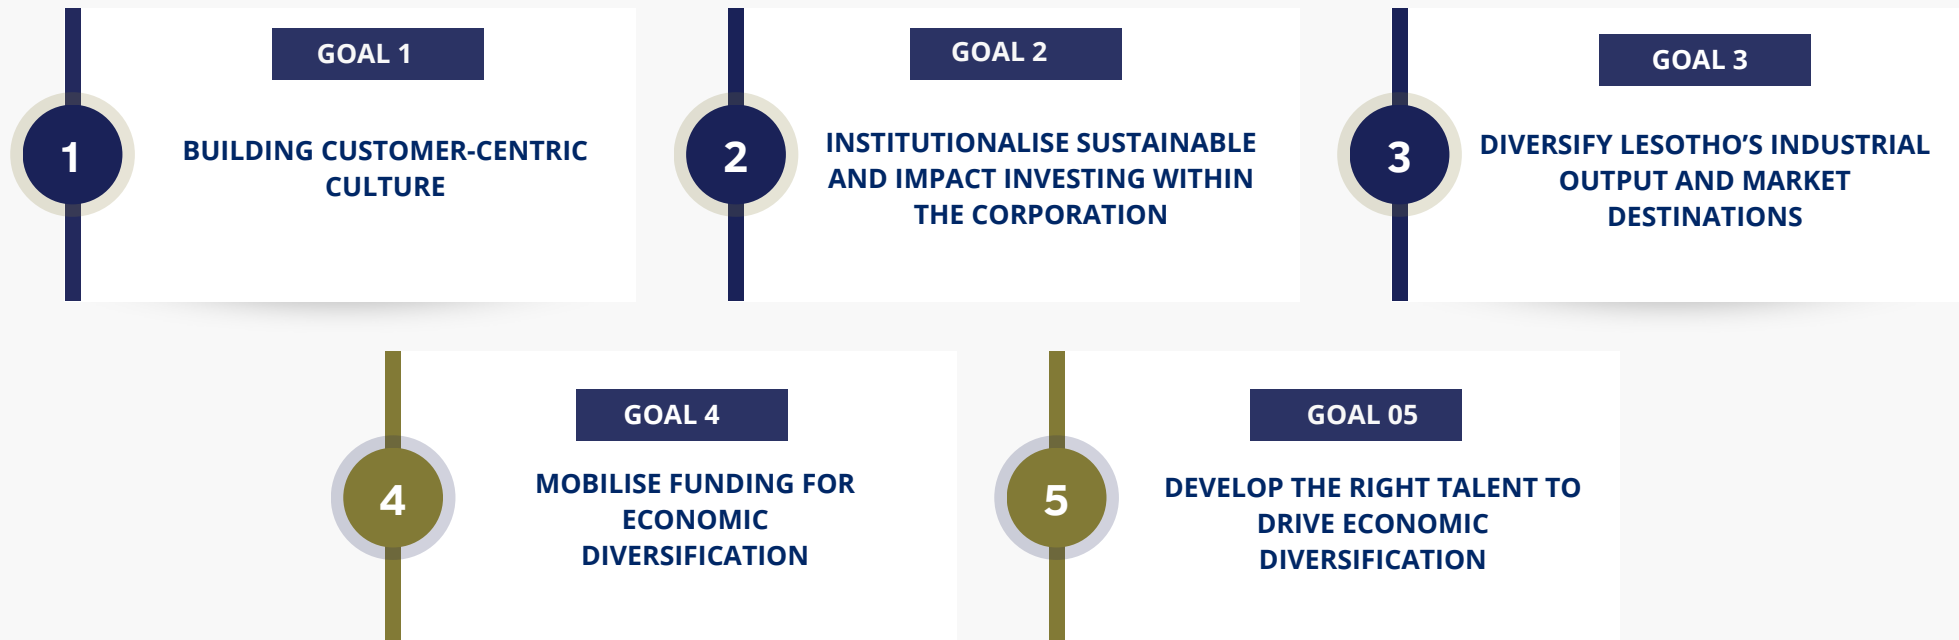 GOAL 1
1
BUILDING CUSTOMER-CENTRIC
CULTURE
GOAL 2
2
INSTITUTIONALISE SUSTAINABLE
AND IMPACT INVESTING WITHIN
THE CORPORATION
GOAL 3
3
DIVERSIFY LESOTHO’S INDUSTRIAL
OUTPUT AND MARKET
DESTINATIONS
GOAL 4
4
MOBILISE FUNDING FOR
ECONOMIC
DIVERSIFICATION
GOAL 05
5
DEVELOP THE RIGHT TALENT TO
DRIVE ECONOMIC
DIVERSIFICATION